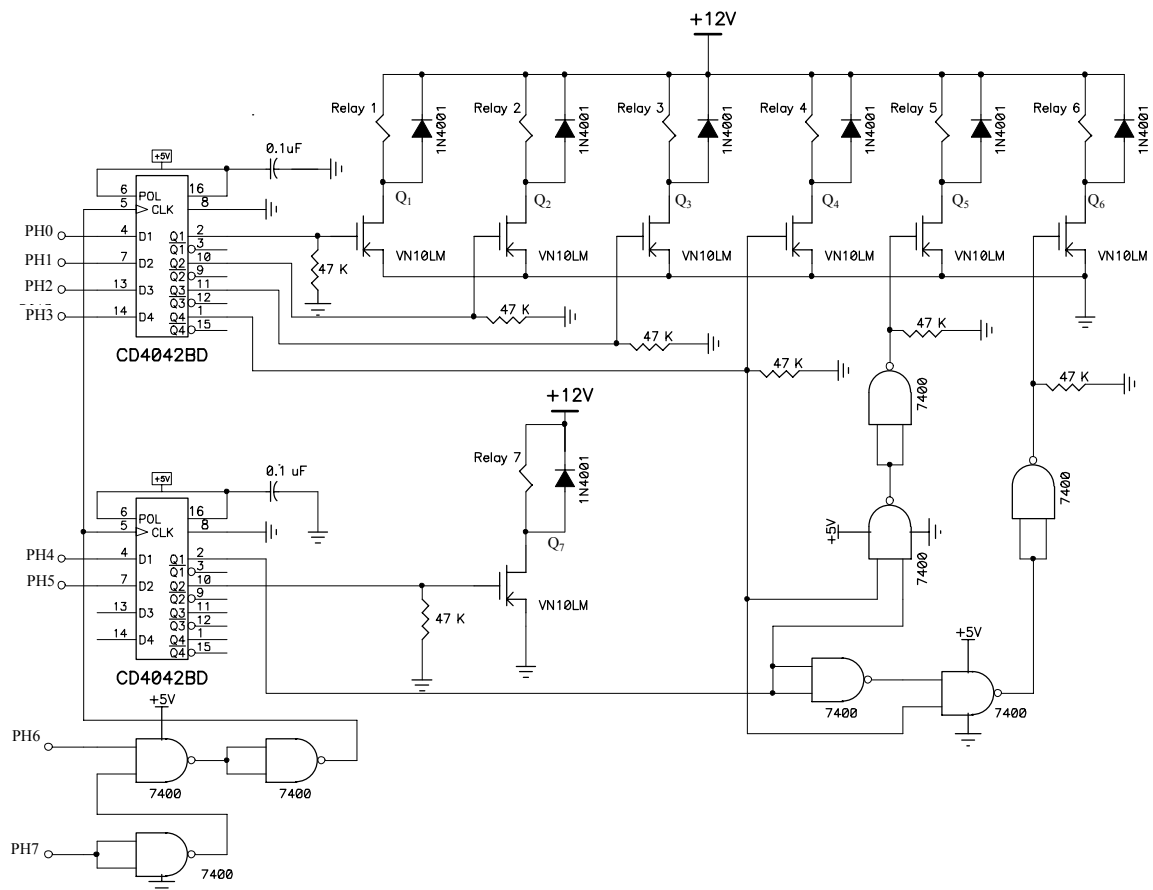 +12V
Relay 1
1N4001
Relay 2
1N4001
Relay 3
1N4001
Relay 4
1N4001
Relay 5
1N4001
Relay 6
1N4001
Q1
Q2
Q3
Q4
Q5
Q6
VN10LM
VN10LM
VN10LM
VN10LM
VN10LM
VN10LM
+5V
0.1uF
6 POL 16
5 CLK 8
PH0 4 D1 Q1 2
Q1 3
PH1 7 D2 Q2 10
Q2 9
PH2 13 D3 Q3 11
Q3 12
PH3 14 D4 Q4 1
Q4 15
CD4042BD
47 K
47 K
47 K
47 K
47 K
47 K
7400
7400
+12V
Relay 7
1N4001
Q7
VN10LM
47 K
+5V
0.1 uF
6 POL 16
5 CLK 8
PH4 4 D1 Q1 2
Q1 3
PH5 7 D2 Q2 10
Q2 9
13 D3 Q3 11
Q3 12
14 D4 Q4 1
Q4 15
CD4042BD
+5V
7400
+5V
7400
7400
+5V
PH6
7400
7400
PH7
7400